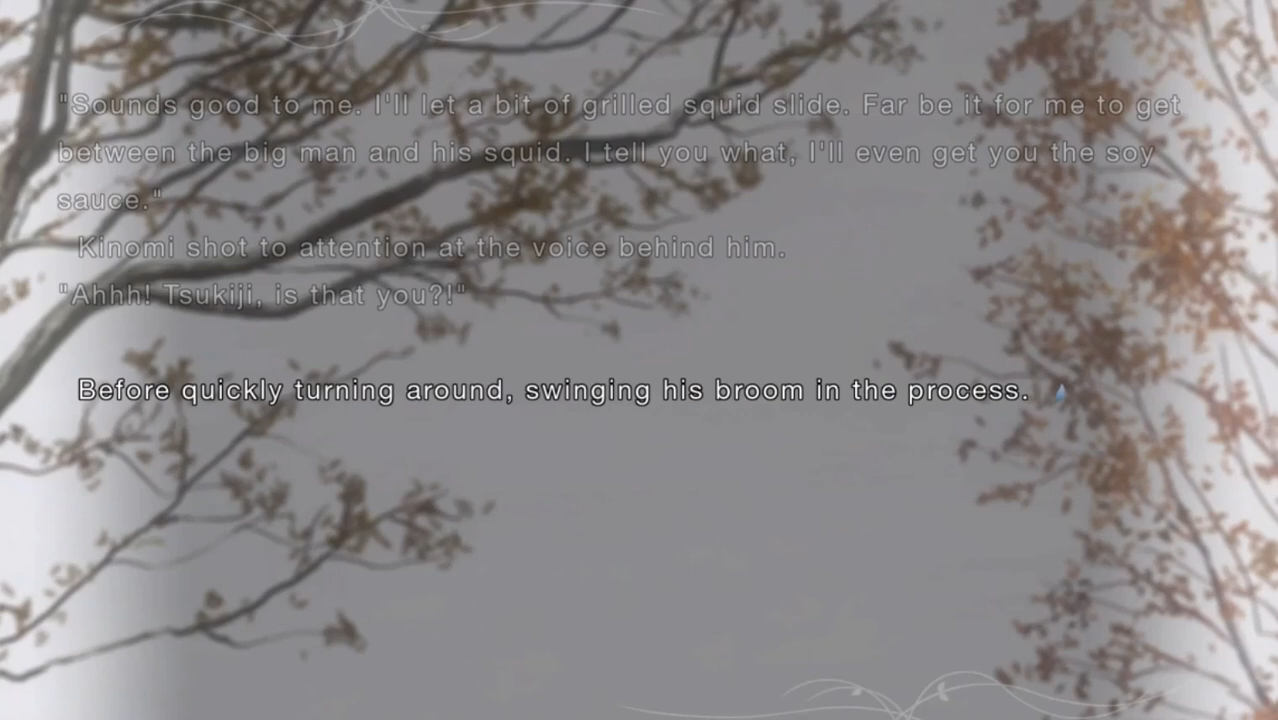 "Sounds good to me. I'll let a bit of grilled squid slide. Far be it for me to get
between the big man and his squid. I tell you what, I'll even get you the soy
sauce."
Kinomi shot to attention at the voice behind him.
"Ahhh! Tsukiji, is that you?!"
Before quickly turning around, swinging his broom in the process.